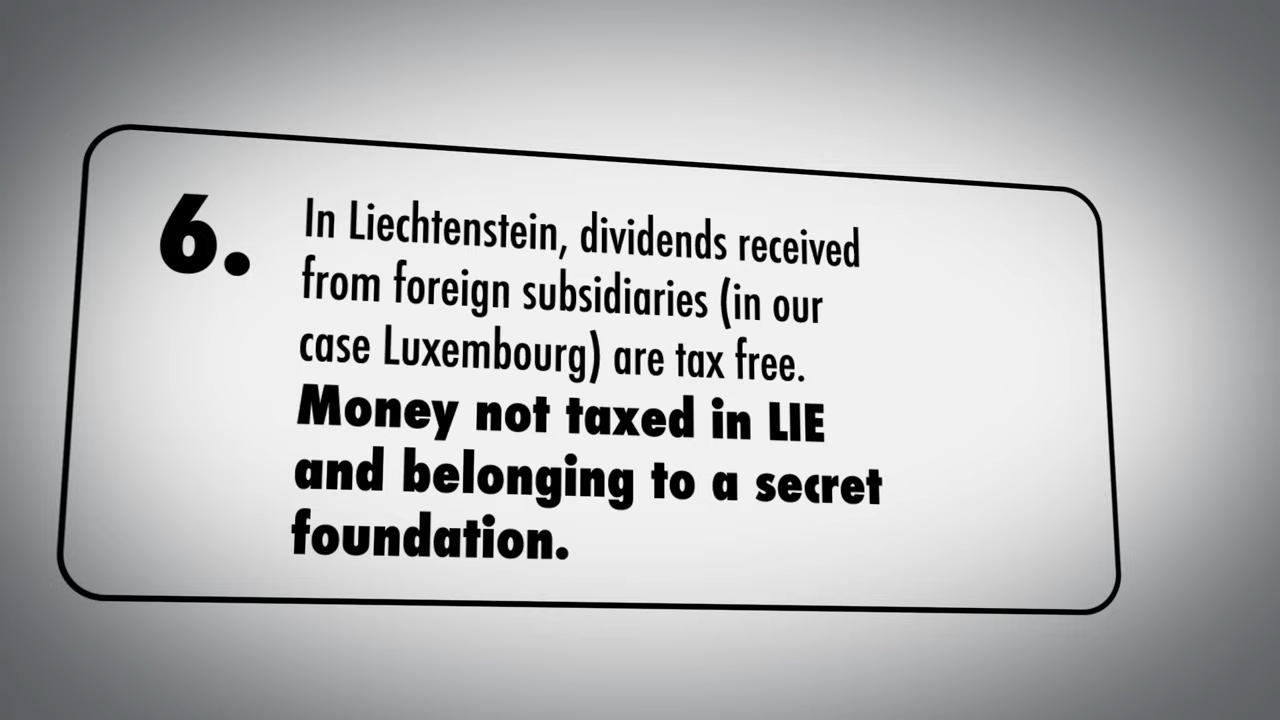 6.
In Liechtenstein, dividends received
from foreign subsidiaries (in our
case Luxembourg) are tax free.
Money not taxed in LIE
and belonging to a secret
foundation.